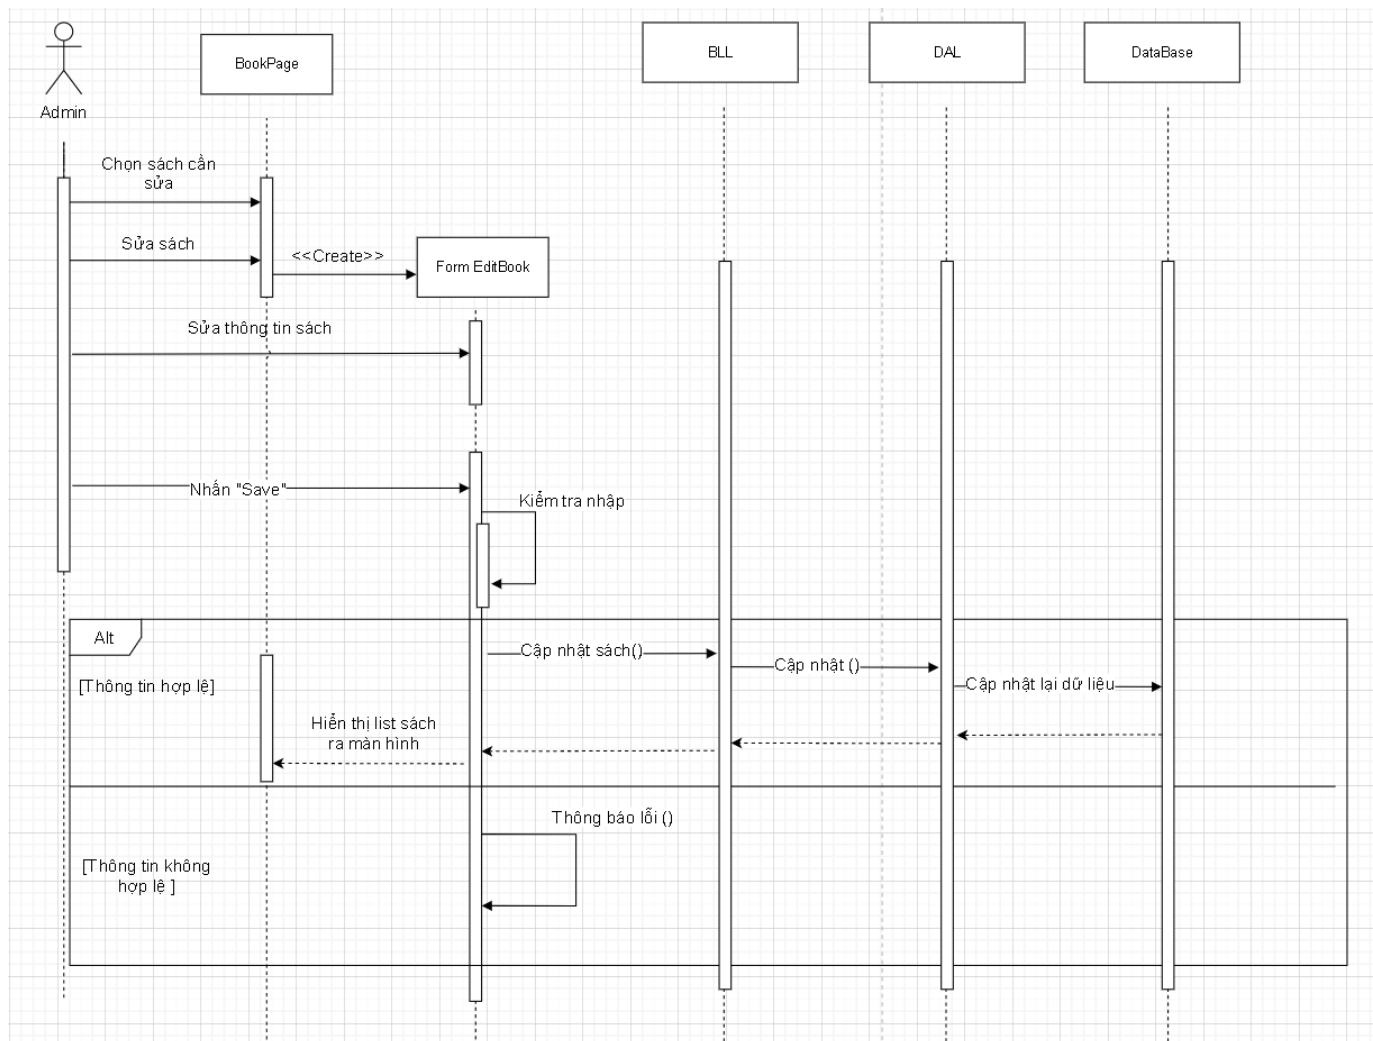 Admin
BookPage
BLL
DAL
DataBase
Chọn sách cần
sửa
Sửa sách
<<Create>>
Form EditBook
Sửa thông tin sách
Nhấn "Save"
Kiểm tra nhập
Alt
[Thông tin hợp lệ]
Cập nhật sách()
Cập nhật ()
Cập nhật lại dữ liệu
Hiển thị list sách
ra màn hình
Thông báo lỗi ()
[Thông tin không
hợp lệ ]